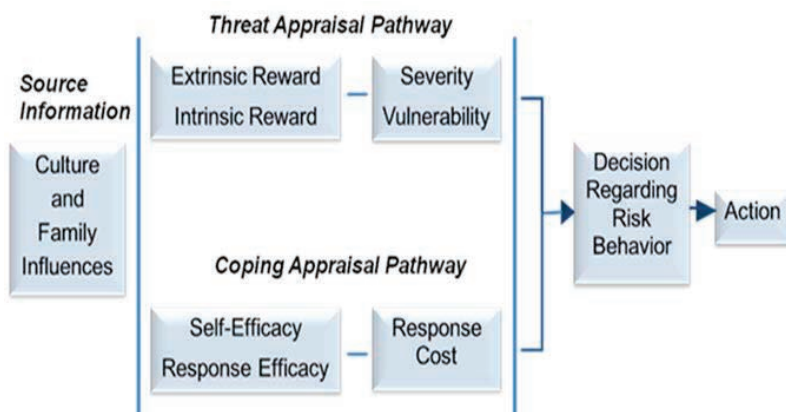 Threat Appraisal Pathway
Source
Information
Extrinsic Reward
Intrinsic Reward
Severity
Vulnerability
Culture
and
Family
Influences
Decision
Regarding
Risk
Behavior
Action
Coping Appraisal Pathway
Self-Efficacy
Response Efficacy
Response
Cost